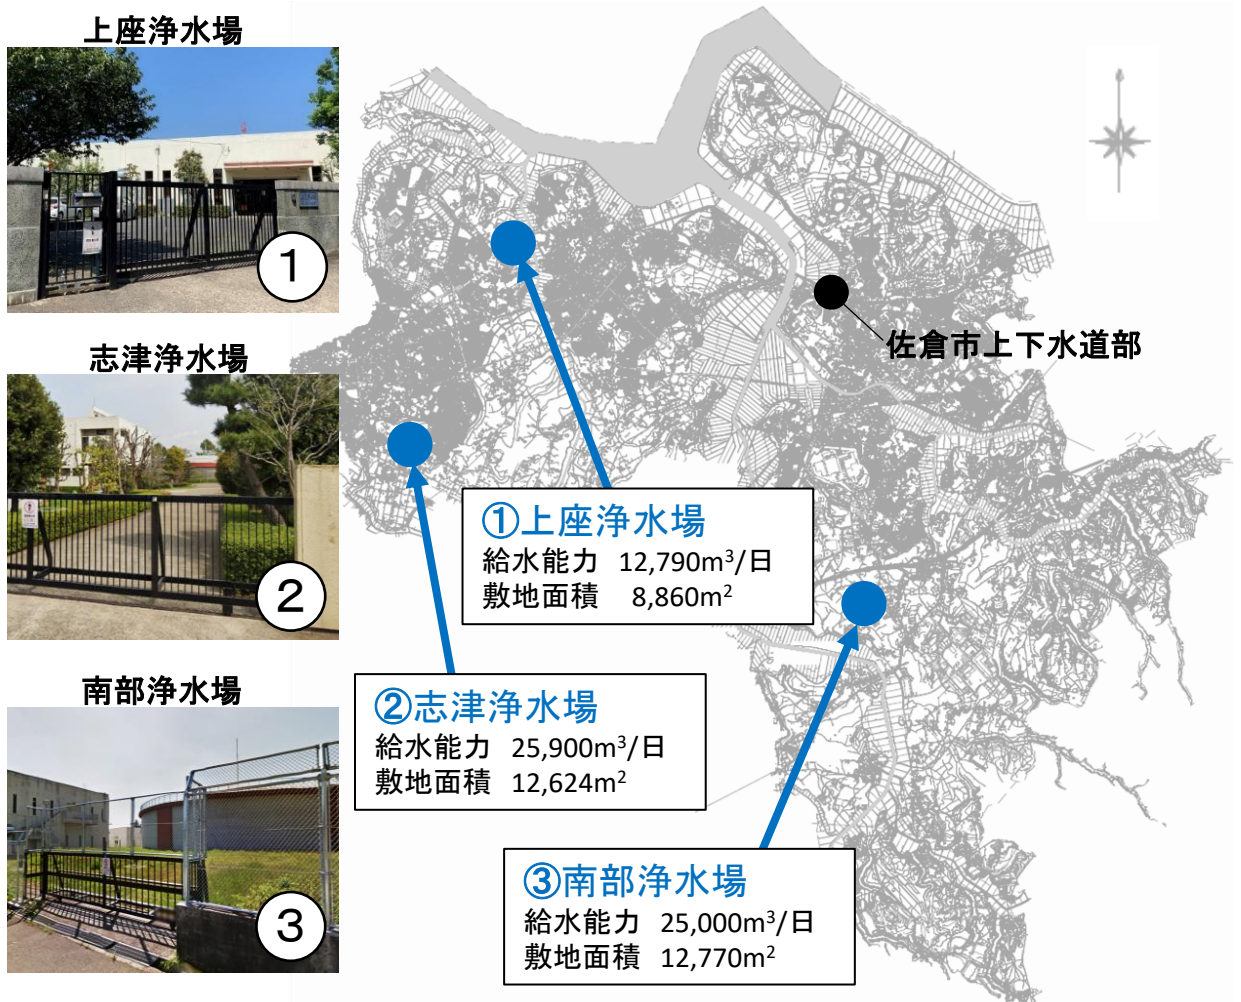 上座浄水場
1
志津浄水場
2
南部浄水場
3
佐倉市上下水道部
①上座浄水場
給水能力 12,790m³/日
敷地面積 8,860m²
②志津浄水場
給水能力 25,900m³/日
敷地面積 12,624m²
③南部浄水場
給水能力 25,000m³/日
敷地面積 12,770m²